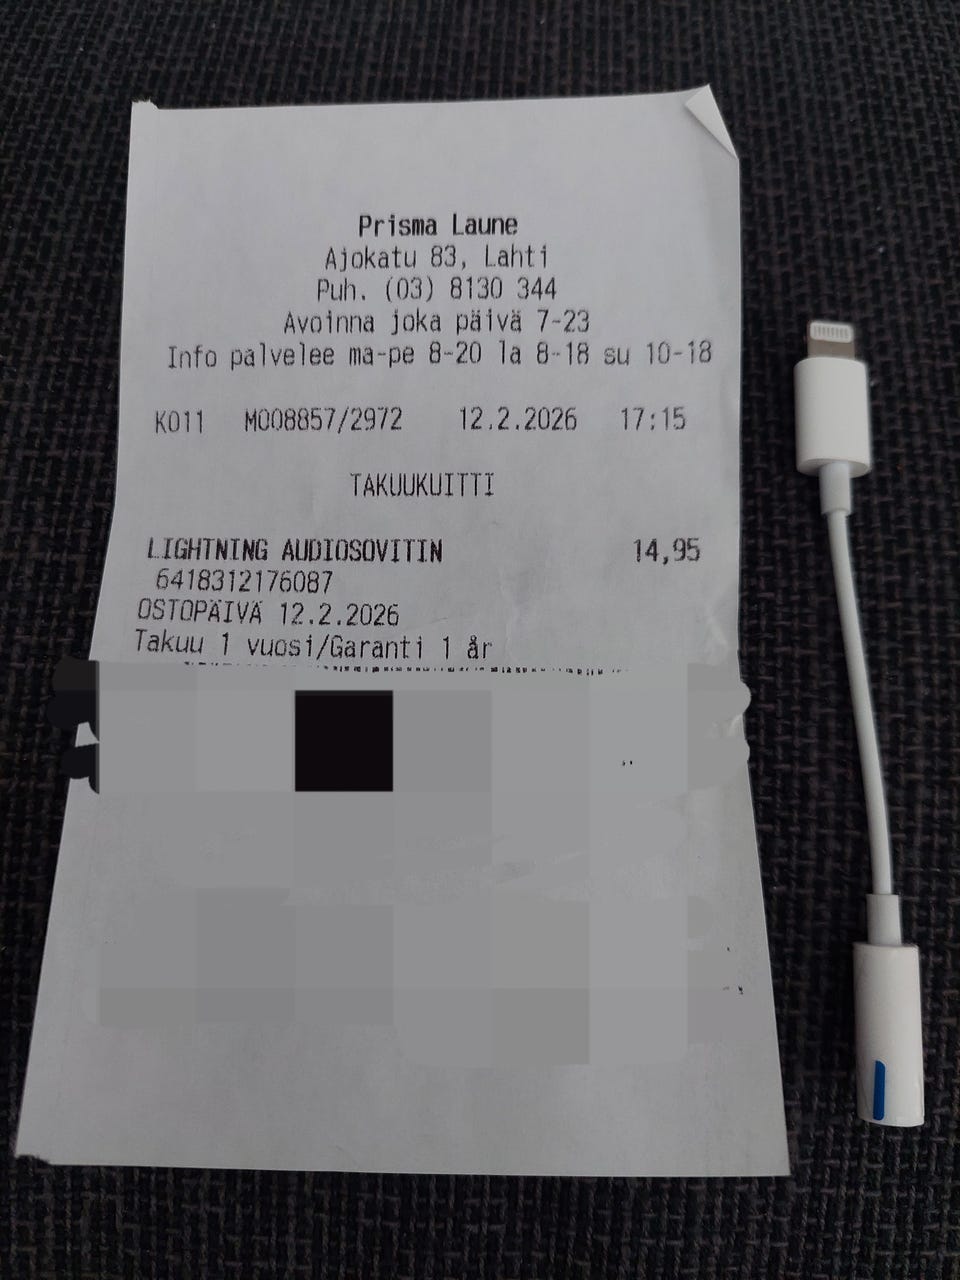 Prisma Laune
Ajokatu 83, Lahti
Puh. (03) 8130 344
Avoinna joka päivä 7-23
Info palvelee ma-pe 8-20 la 8-18 su 10-18
K011 M008857/2972 12.2.2026 17:15
TAKUUKUITTI
LIGHTNING AUDIOSOVITIN 14,95
6418312176087
OSTOPÄIVÄ 12.2.2026
Takuu 1 vuosi/Garanti 1 år